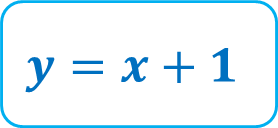 y = x + 1